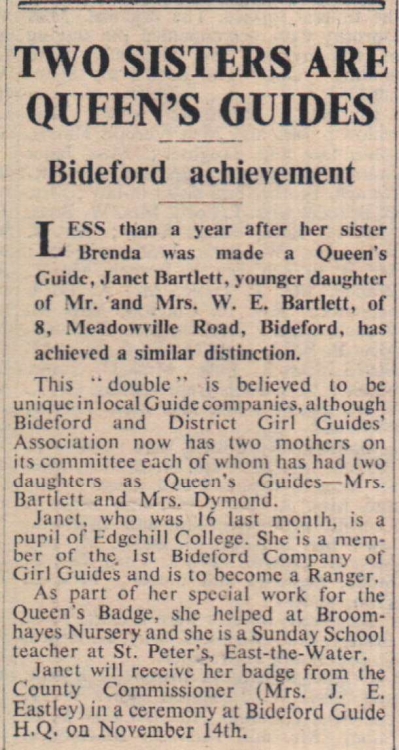 TWO SISTERS ARE
QUEEN'S GUIDES
Bideford achievement
LESS than a year after her sister
Brenda was made a Queen's
Guide, Janet Bartlett, younger daughter
of Mr. and Mrs. W. E. Bartlett, of
8, Meadowville Road, Bideford, has
achieved a similar distinction.
This "double" is believed to be
unique in local Guide companies, although
Bideford and District Girl Guides'
Association now has two mothers on
its committee each of whom has had two
daughters as Queen's Guides—Mrs.
Bartlett and Mrs. Dymond.
Janet, who was 16 last month, is a
pupil of Edgehill College. She is a mem-
ber of the 1st Bideford Company of
Girl Guides and is to become a Ranger.
As part of her special work for the
Queen's Badge, she helped at Broom-
hayes Nursery and she is a Sunday School
teacher at St. Peter's, East-the-Water.
Janet will receive her badge from the
County Commissioner (Mrs. J. E.
Eastley) in a ceremony at Bideford Guide
H.Q. on November 14th.